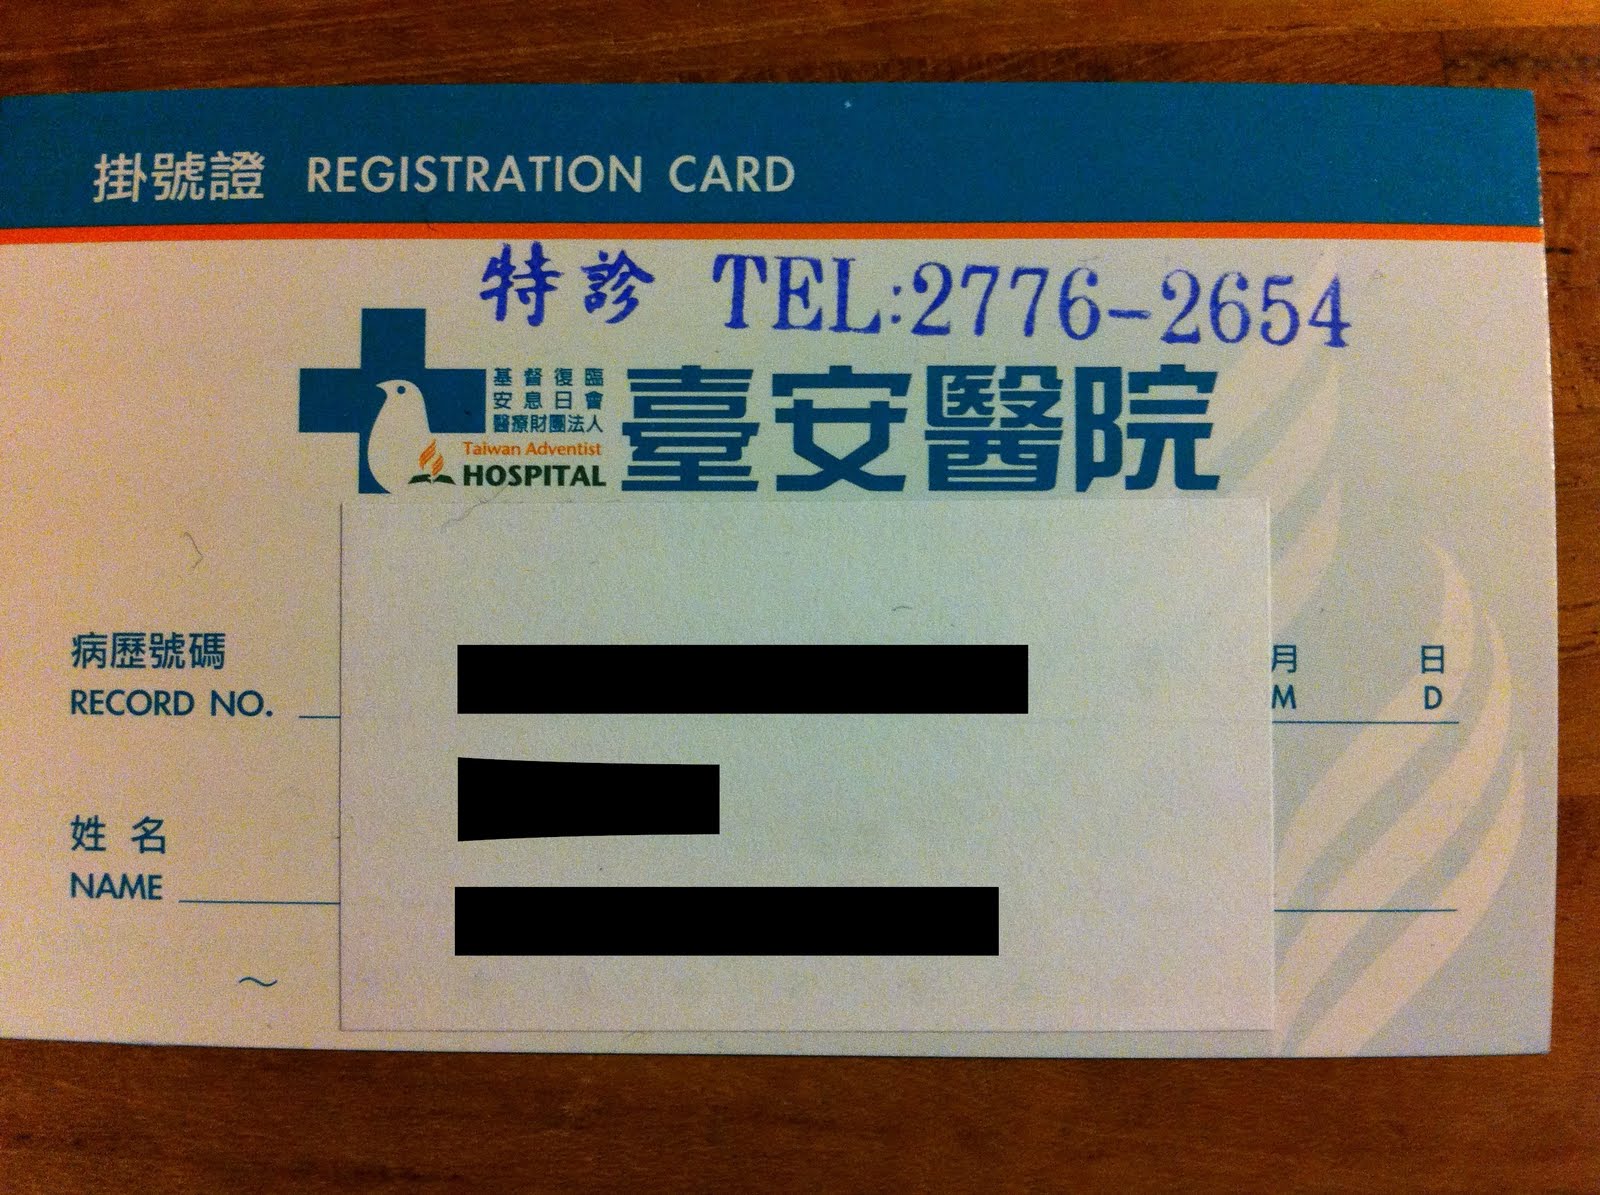 掛號證 REGISTRATION CARD
特診 TEL:2776-2654
基督復臨
安息日會
醫療財團法人
Taiwan Adventist
HOSPITAL
臺安醫院
病歷號碼 月 日
RECORD NO. M D
姓名
NAME
～